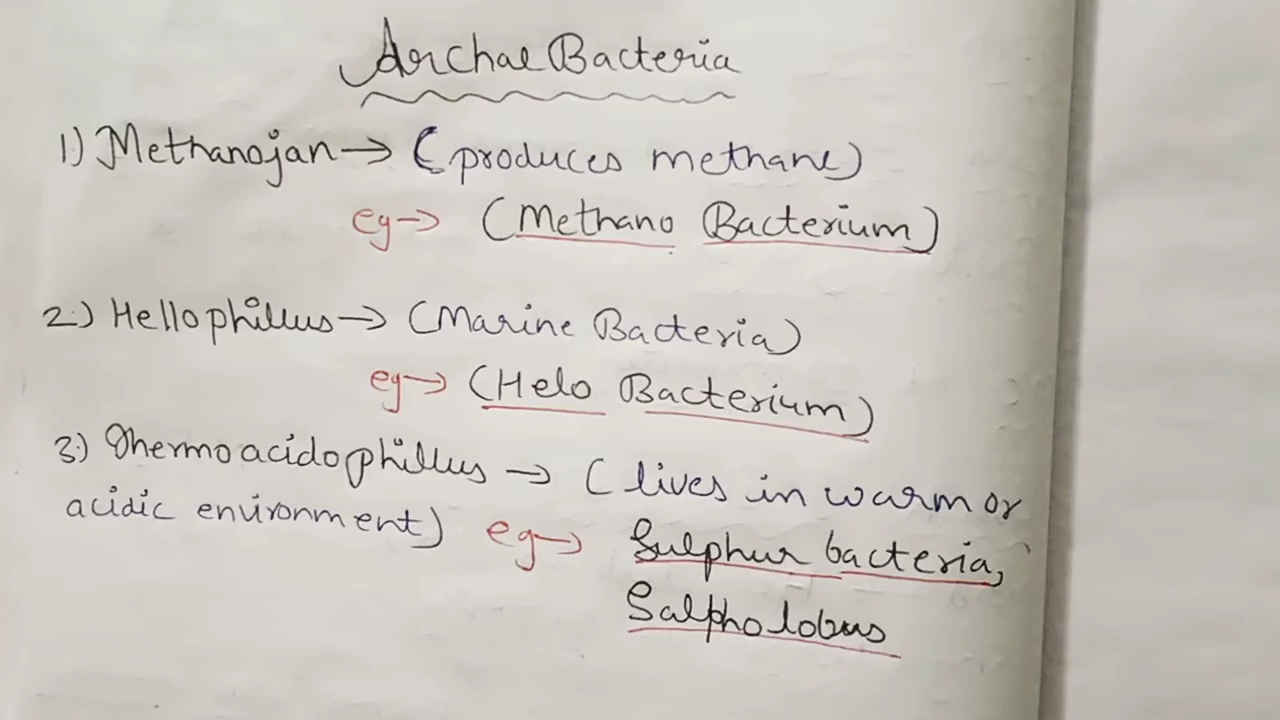 ArchaeBacteria
1) Methanojan → (produces methane)
eg → (Methano Bacterium)
2.) Hellophillus → (Marine Bacteria)
eg → (Helo Bacterium)
3.) Thermoacidophillus → (lives in warm or
acidic environment) eg → Sulphur bacteria,
Salpholobus